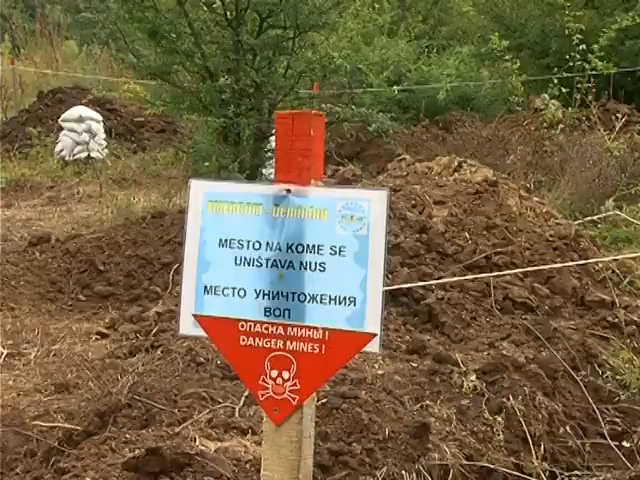 MESTO NA KOME SE
UNIŠTAVA NUS
МЕСТО УНИЧТОЖЕНИЯ
ВОП
ОПАСНА МИНЫ !
DANGER MINES !